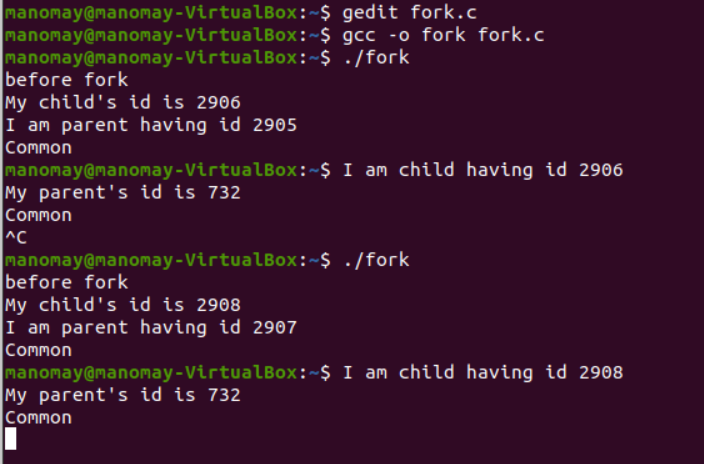 manomay@manomay-VirtualBox:~$ gedit fork.c
manomay@manomay-VirtualBox:~$ gcc -o fork fork.c
manomay@manomay-VirtualBox:~$ ./fork
before fork
My child's id is 2906
I am parent having id 2905
Common
manomay@manomay-VirtualBox:~$ I am child having id 2906
My parent's id is 732
Common
^C
manomay@manomay-VirtualBox:~$ ./fork
before fork
My child's id is 2908
I am parent having id 2907
Common
manomay@manomay-VirtualBox:~$ I am child having id 2908
My parent's id is 732
Common